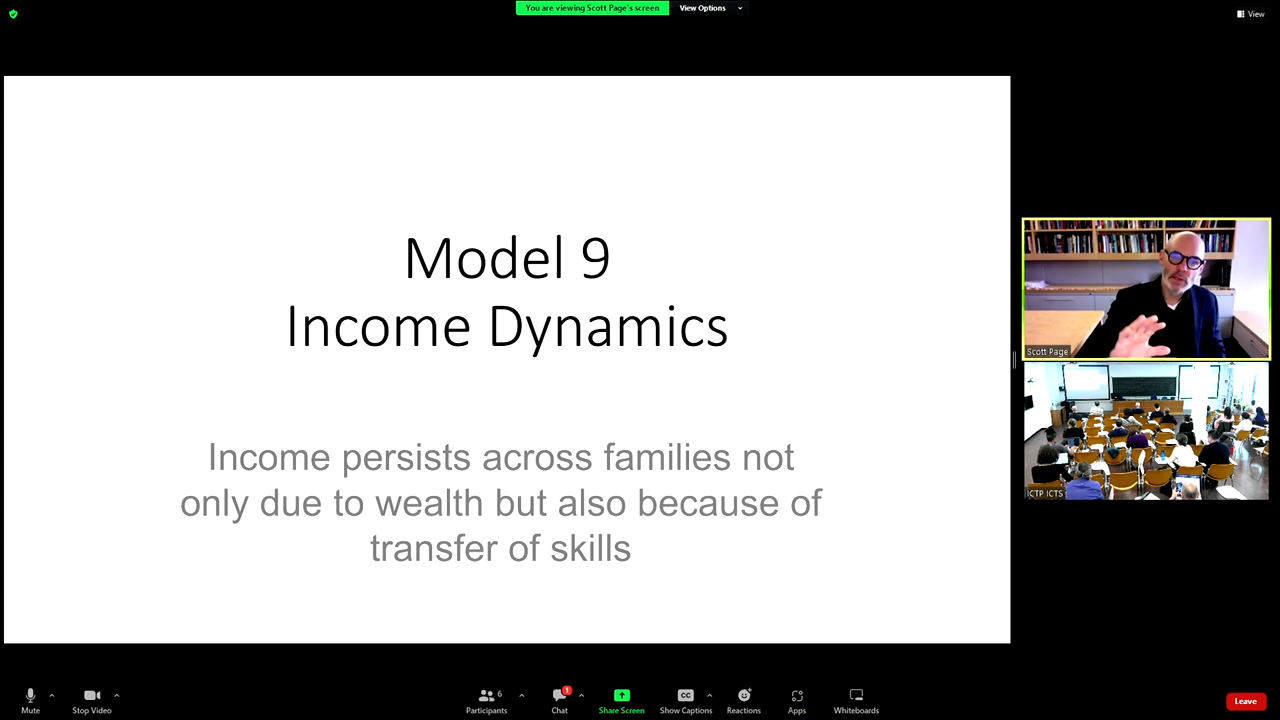 You are viewing Scott Page's screen
View Options
View
Model 9
Income Dynamics
Income persists across families not
only due to wealth but also because of
transfer of skills
Scott Page
ICTP ICTS
Mute
Stop Video
6
Participants
1
Chat
Share Screen
CC
Show Captions
Reactions
Apps
Whiteboards
Leave